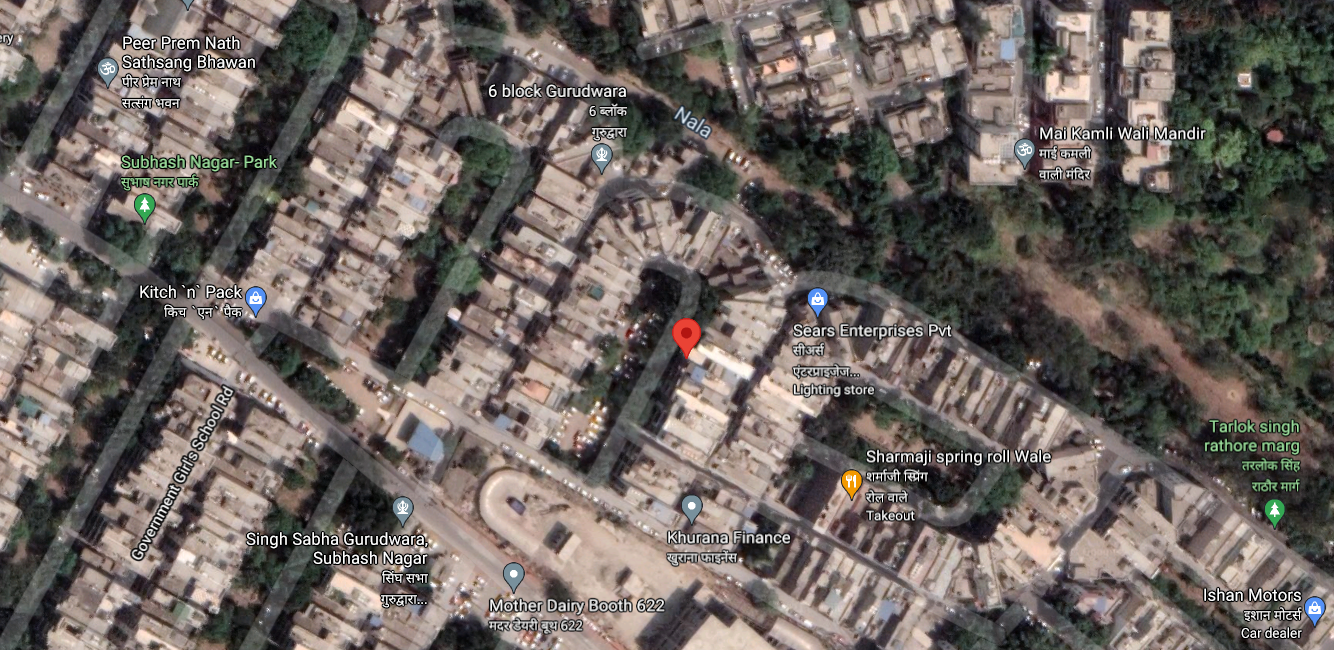 ery
Peer Prem Nath
Sathsang Bhawan
पीर प्रेम नाथ
सत्संग भवन
6 block Gurudwara
6 ब्लॉक
गुरुद्वारा
Nala
Mai Kamli Wali Mandir
माई कमली
वाली मंदिर
Subhash Nagar- Park
सुभाष नगर पार्क
Kitch `n` Pack
किच `एन` पैक
Sears Enterprises Pvt
सीअर्स
एंटरप्राइजेज...
Lighting store
Government Girl's School Rd
Tarlok singh
rathore marg
तरलोक सिंह
राठौर मार्ग
Sharmaji spring roll Wale
शर्माजी स्प्रिंग
रोल वाले
Takeout
Singh Sabha Gurudwara,
Subhash Nagar
सिंघ सभा
गुरुद्वारा...
Khurana Finance
खुराना फाइनेंस
Mother Dairy Booth 622
मदर डेयरी बूथ 622
Ishan Motors
इशान मोटर्स
Car dealer